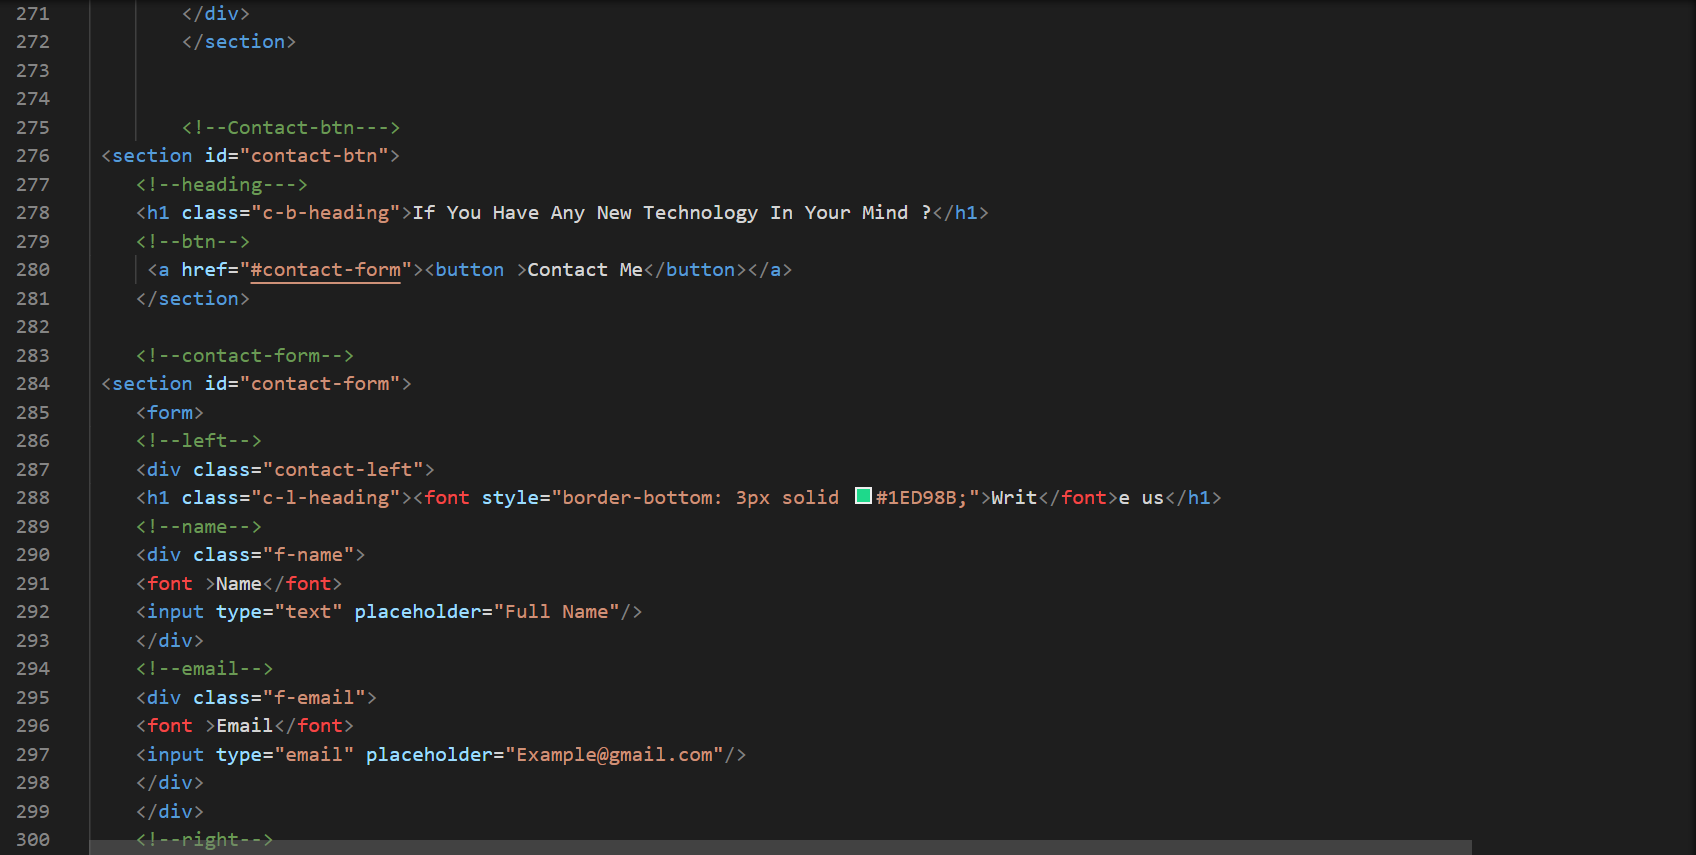 271 </div>
272 </section>
273
274
275 <!--Contact-btn--->
276 <section id="contact-btn">
277 <!--heading--->
278 <h1 class="c-b-heading">If You Have Any New Technology In Your Mind ?</h1>
279 <!--btn-->
280 <a href="#contact-form"><button >Contact Me</button></a>
281 </section>
282
283 <!--contact-form-->
284 <section id="contact-form">
285 <form>
286 <!--left-->
287 <div class="contact-left">
288 <h1 class="c-l-heading"><font style="border-bottom: 3px solid #1ED98B;">Writ</font>e us</h1>
289 <!--name-->
290 <div class="f-name">
291 <font >Name</font>
292 <input type="text" placeholder="Full Name"/>
293 </div>
294 <!--email-->
295 <div class="f-email">
296 <font >Email</font>
297 <input type="email" placeholder="Example@gmail.com"/>
298 </div>
299 </div>
300 <!--right-->